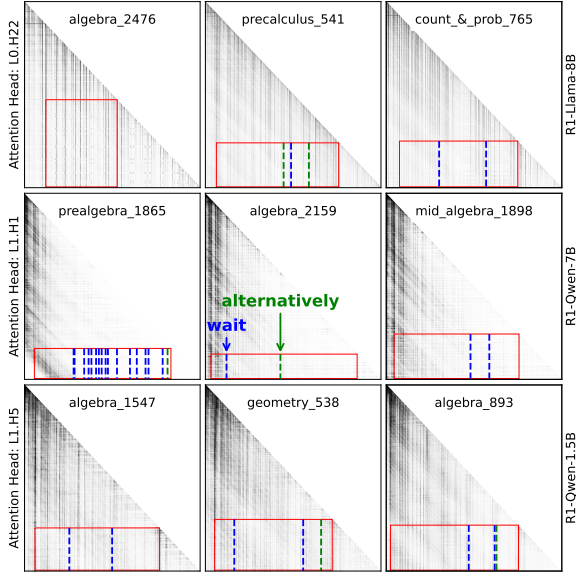 Attention Head: L0.H22
algebra_2476
precalculus_541
count_&_prob_765
R1-Llama-8B
Attention Head: L1.H1
prealgebra_1865
algebra_2159
mid_algebra_1898
R1-Qwen-7B
alternatively
wait
Attention Head: L1.H5
algebra_1547
geometry_538
algebra_893
R1-Qwen-1.5B